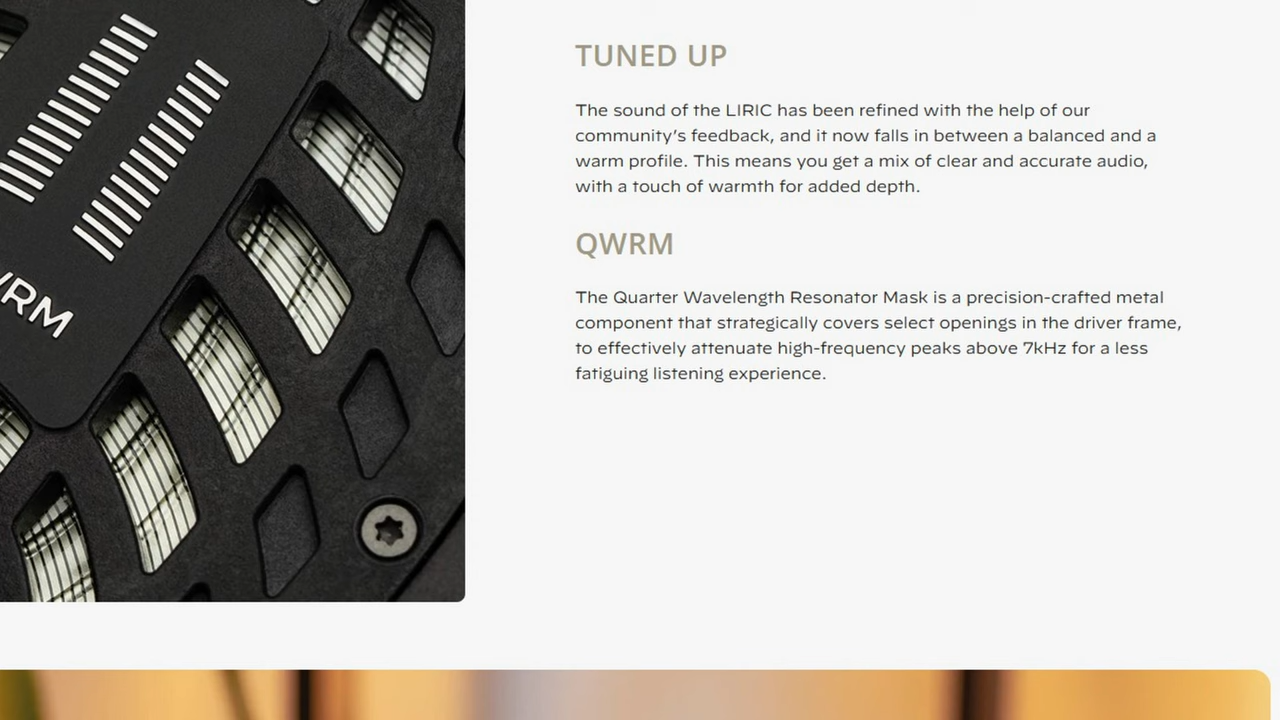 RM
TUNED UP
The sound of the LIRIC has been refined with the help of our
community's feedback, and it now falls in between a balanced and a
warm profile. This means you get a mix of clear and accurate audio,
with a touch of warmth for added depth.
QWRM
The Quarter Wavelength Resonator Mask is a precision-crafted metal
component that strategically covers select openings in the driver frame,
to effectively attenuate high-frequency peaks above 7kHz for a less
fatiguing listening experience.